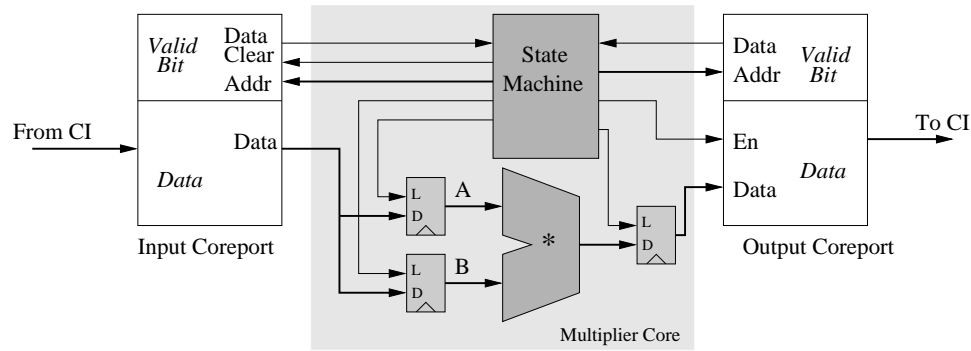 Valid
Bit
Data
Clear
Addr
State
Machine
Data
Addr
Valid
Bit
From CI
Data
Data
Input Coreport
To CI
En
Data
Data
Output Coreport
L
D
A
L
D
B
*
L
D
Multiplier Core